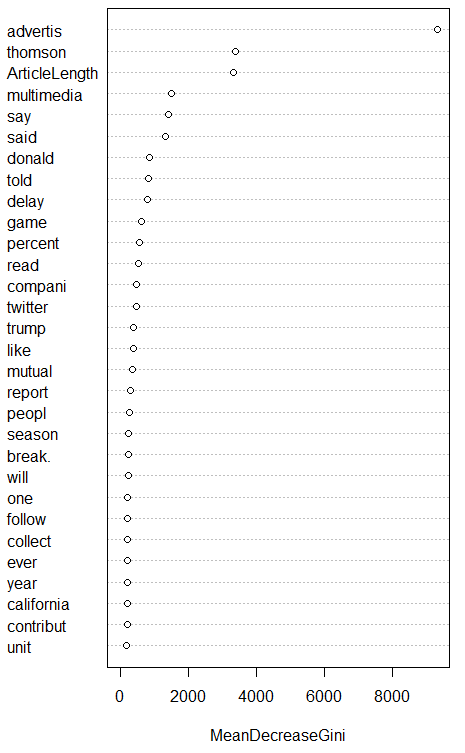 advertis
thomson
ArticleLength
multimedia
say
said
donald
told
delay
game
percent
read
compani
twitter
trump
like
mutual
report
peopl
season
break.
will
one
follow
collect
ever
year
california
contribut
unit
0 2000 4000 6000 8000
MeanDecreaseGini